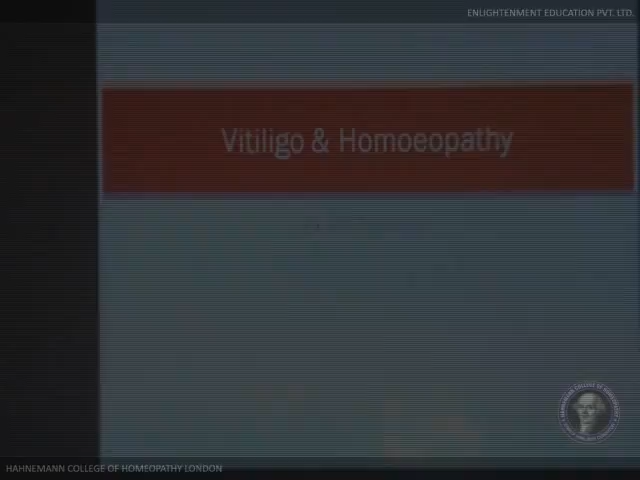 ENLIGHTENMENT EDUCATION PVT. LTD.
Vitiligo & Homoeopathy
HAHNEMANN COLLEGE OF HOMEOPATHY LONDON